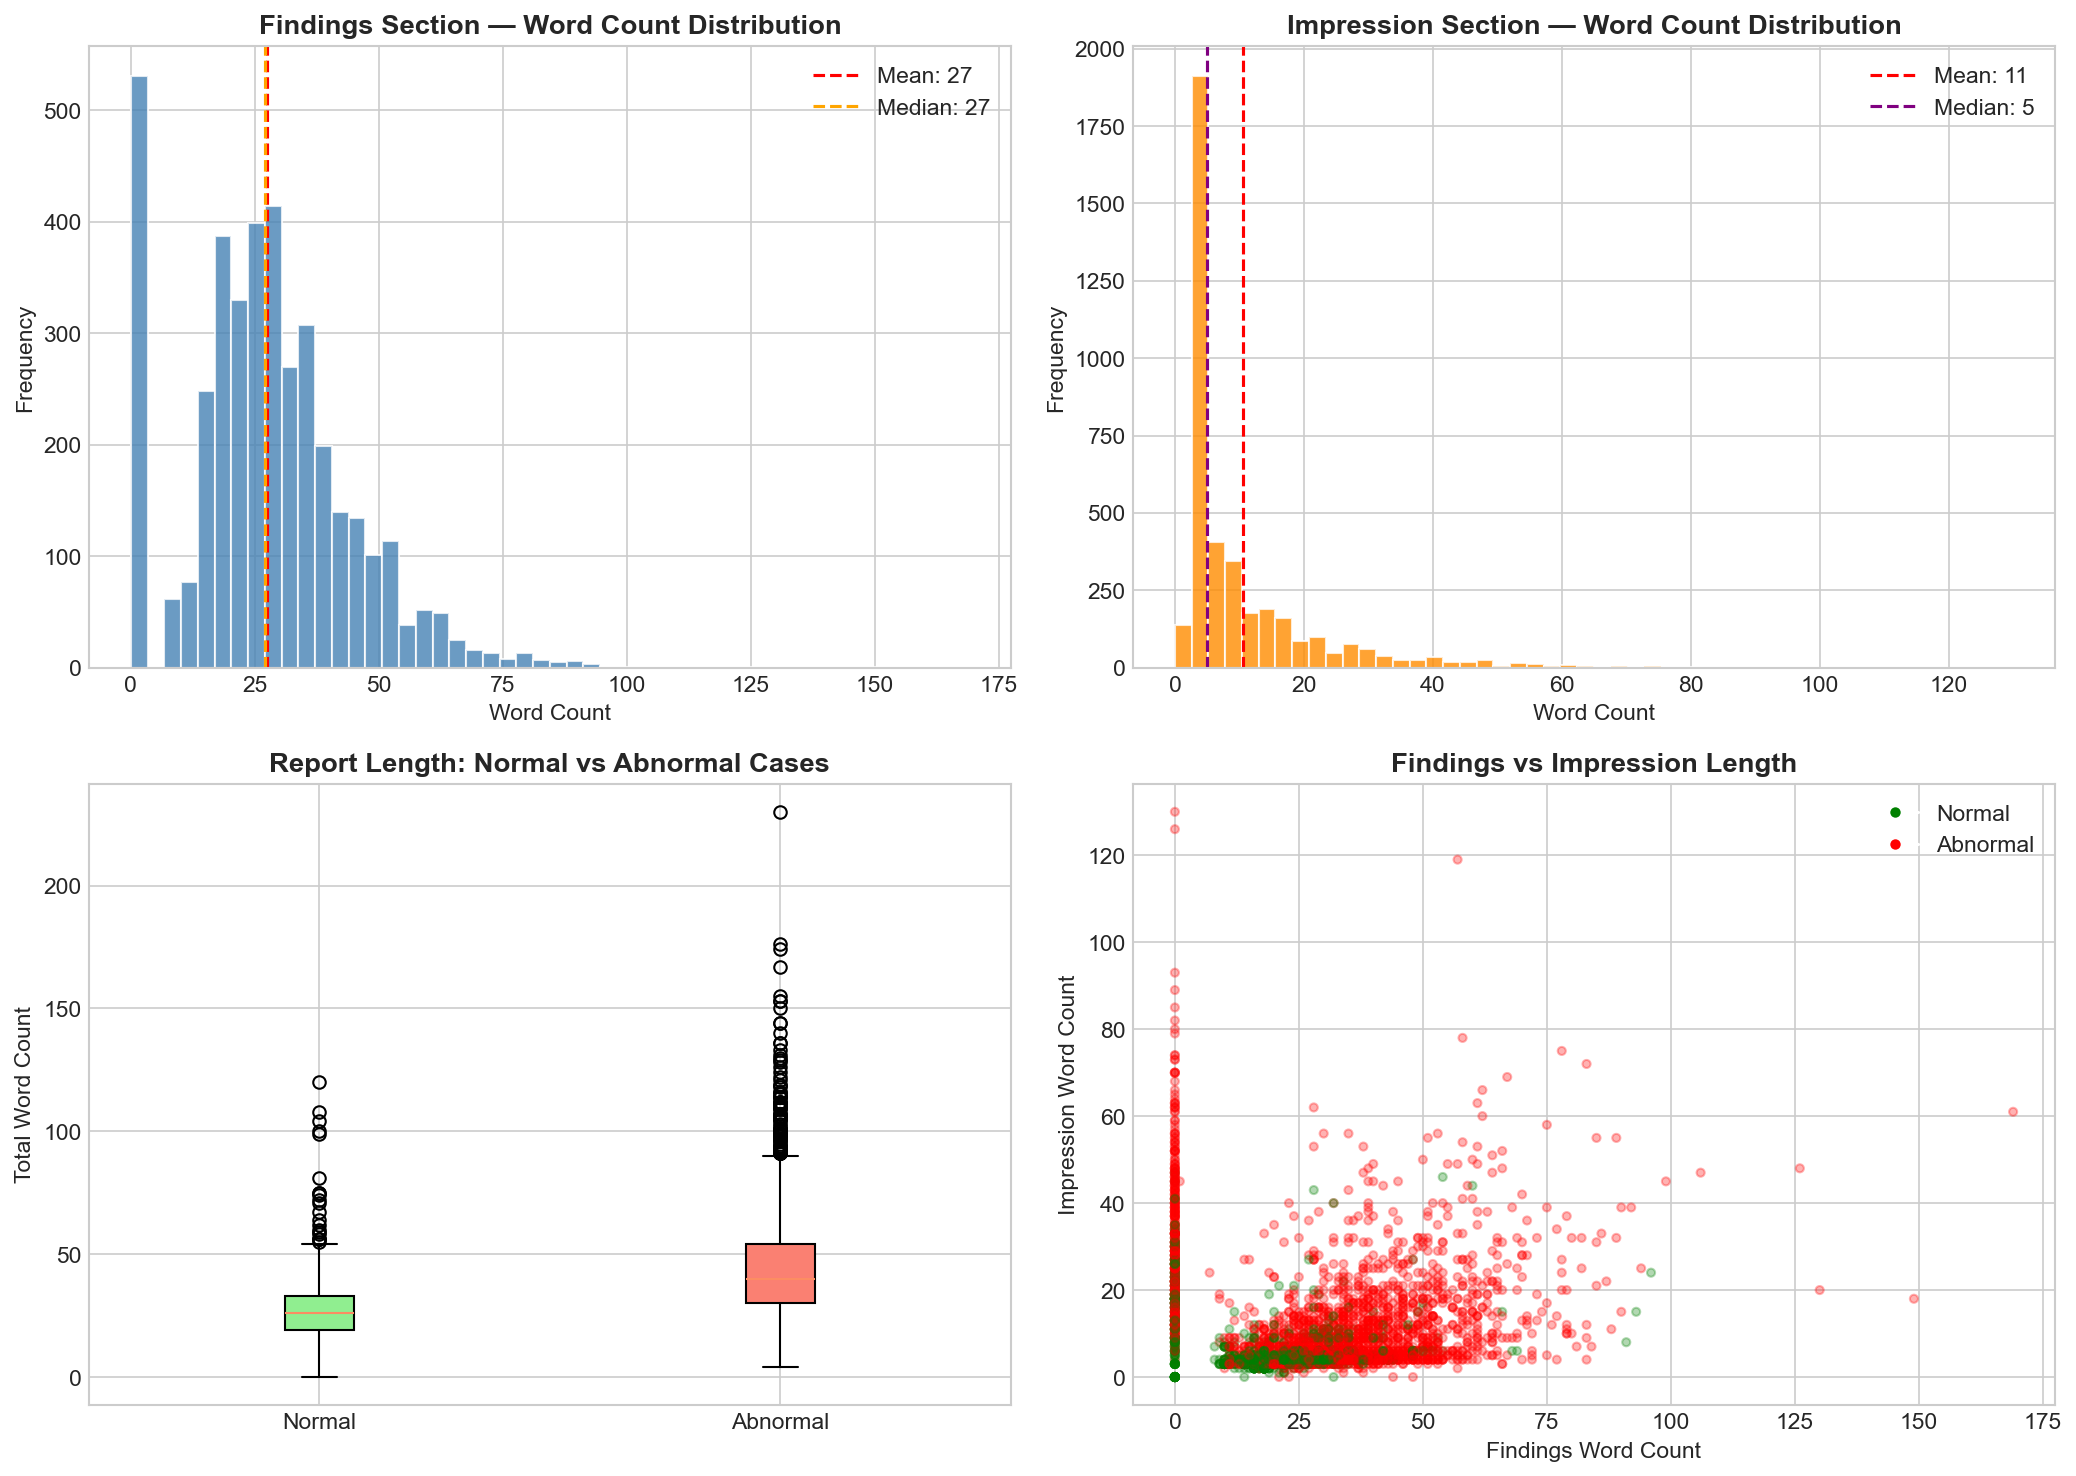 Findings Section — Word Count Distribution
Mean: 27
Median: 27
Frequency
500
400
300
200
100
0
0 25 50 75 100 125 150 175
Word Count
Impression Section — Word Count Distribution
Mean: 11
Median: 5
Frequency
2000
1750
1500
1250
1000
750
500
250
0
0 20 40 60 80 100 120
Word Count
Report Length: Normal vs Abnormal Cases
Total Word Count
200
150
100
50
0
Normal Abnormal
Findings vs Impression Length
Normal
Abnormal
Impression Word Count
120
100
80
60
40
20
0
0 25 50 75 100 125 150 175
Findings Word Count